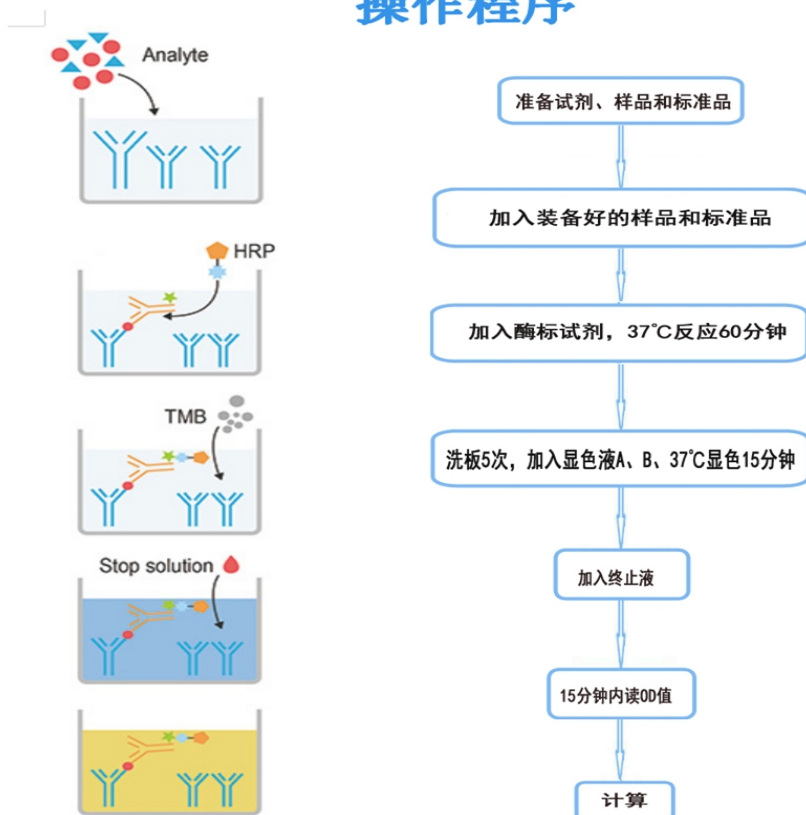 操作程序
Analyte
HRP
TMB
Stop solution
准备试剂、样品和标准品
加入装备好的样品和标准品
加入酶标试剂，37℃反应60分钟
洗板5次，加入显色液A、B、37℃显色15分钟
加入终止液
15分钟内读OD值
计算